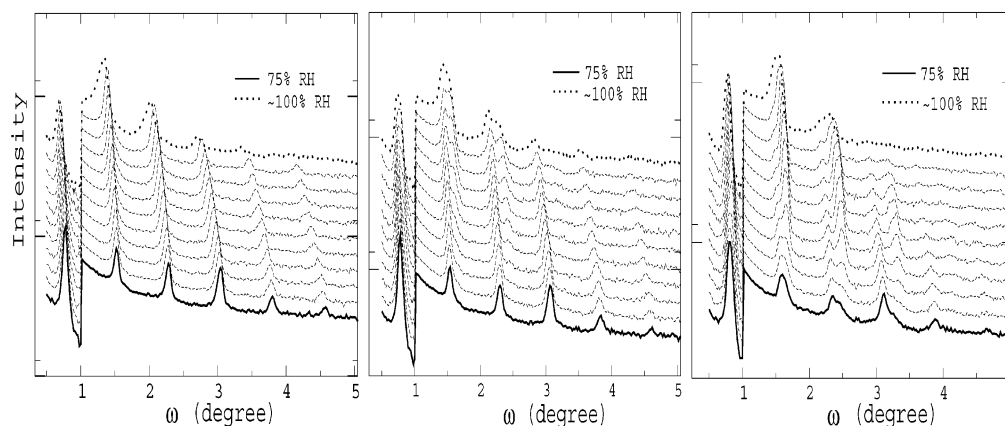 Intensity
75% RH
~100% RH
1 2 3 4 5
ω (degree)
75% RH
~100% RH
1 2 3 4 5
ω (degree)
75% RH
~100% RH
1 2 3 4
ω (degree)